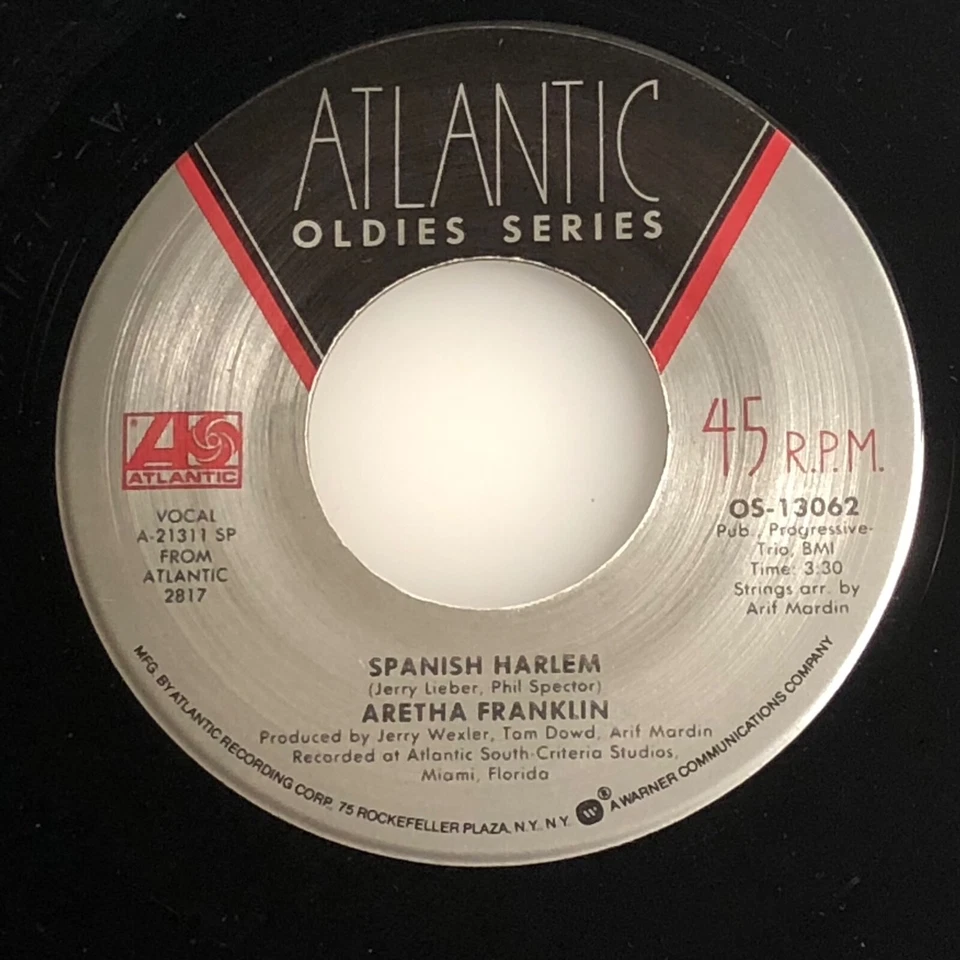 ATLANTIC
OLDIES SERIES
ATLANTIC
VOCAL
A-21311 SP
FROM
ATLANTIC
2817
45 R.P.M.
OS-13062
Pub., Progressive-
Trio, BMI
Time: 3:30
Strings arr. by
Arif Mardin
SPANISH HARLEM
(Jerry Lieber, Phil Spector)
ARETHA FRANKLIN
Produced by Jerry Wexler, Tom Dowd, Arif Mardin
Recorded at Atlantic South-Criteria Studios,
Miami, Florida
MFG. BY ATLANTIC RECORDING CORP. 75 ROCKEFELLER PLAZA, N.Y. N.Y. ® A WARNER COMMUNICATIONS COMPANY